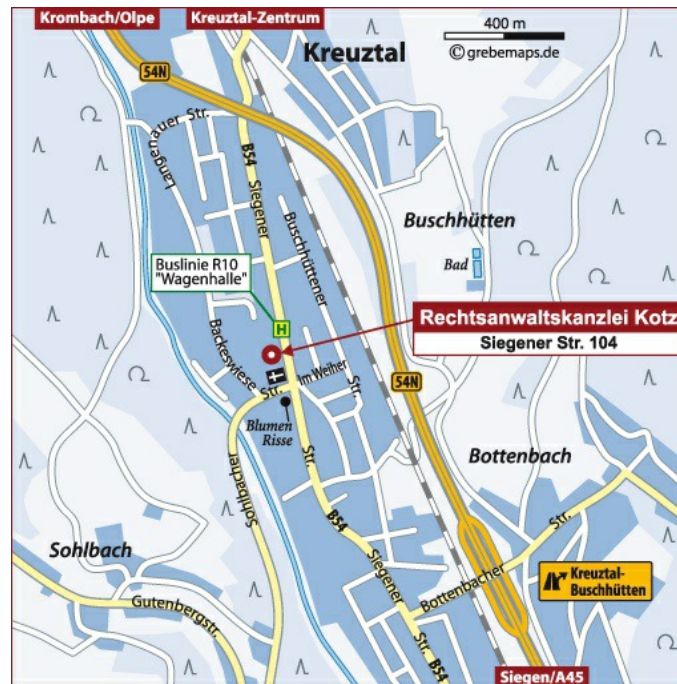 Krombach/Olpe
Kreuztal-Zentrum
400 m
© grebemaps.de
Kreuztal
54N
Langenauer Str.
B54
Siegener
Buschhüttener
Str.
Buschhütten
Bad
Buslinie R10
"Wagenhalle"
H
Rechtsanwaltskanzlei Kotz
Siegener Str. 104
Backeswiese
Str.
Im Weiher
54N
Blumen
Risse
Str.
Sohlbacher
Bottenbach
B54
Str.
Sohlbach
Siegener
Str.
Bottenbacher
Kreuztal-
Buschhütten
Gutenbergstr.
B54
Siegen/A45